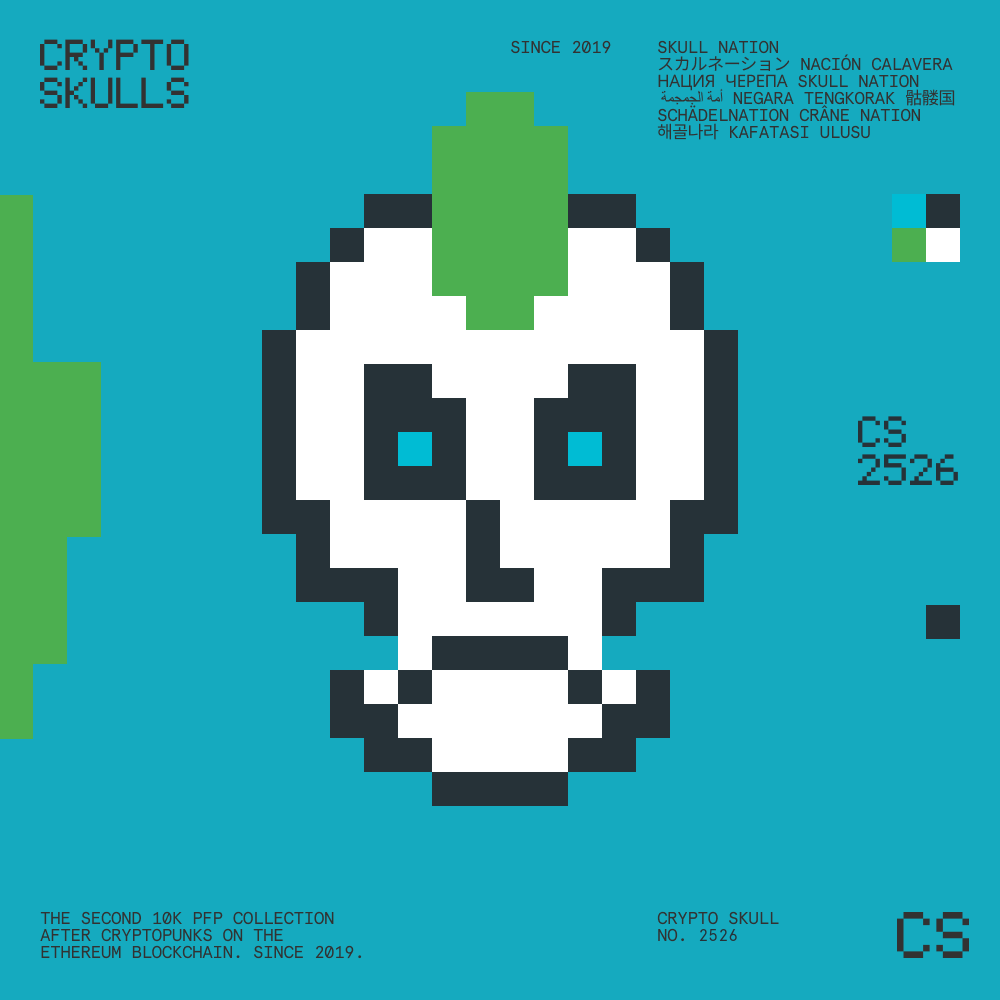 CRYPTO
SKULLS
SINCE 2019
SKULL NATION
スカルネーション NACIÓN CALAVERA
НАЦИЯ ЧЕРЕПА SKULL NATION
أمة الجمجمة NEGARA TENGKORAK 骷髅国
SCHÄDELNATION CRÂNE NATION
해골나라 KAFATASI ULUSU
CS
2526
THE SECOND 10K PFP COLLECTION
AFTER CRYPTOPUNKS ON THE
ETHEREUM BLOCKCHAIN. SINCE 2019.
CRYPTO SKULL
NO. 2526
CS